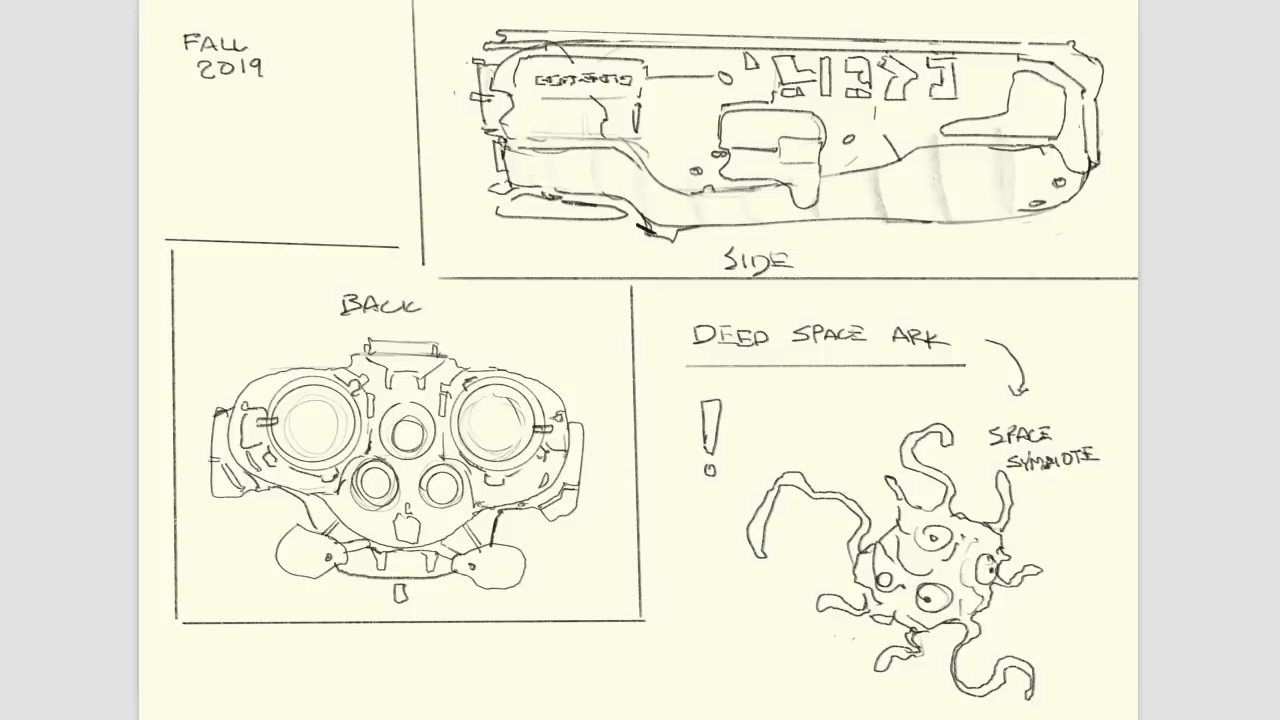 FALL
2019
SIDE
BACK
DEEP SPACE ARK
!
SPACE
SYMBIOTE